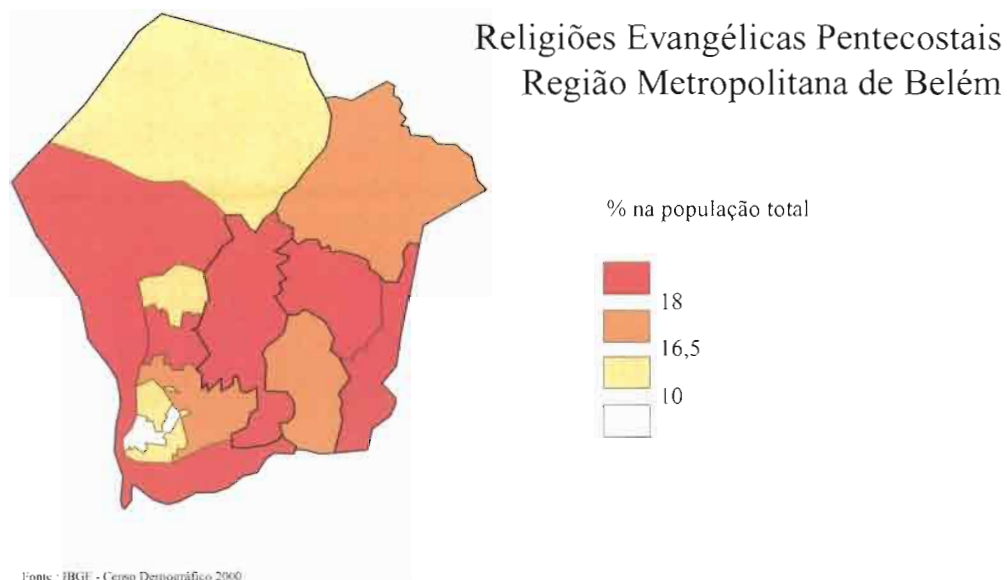 Religiões Evangélicas Pentecostais
Região Metropolitana de Belém
% na população total
18
16,5
10
Fonte : IBGE - Censo Demográfico 2000